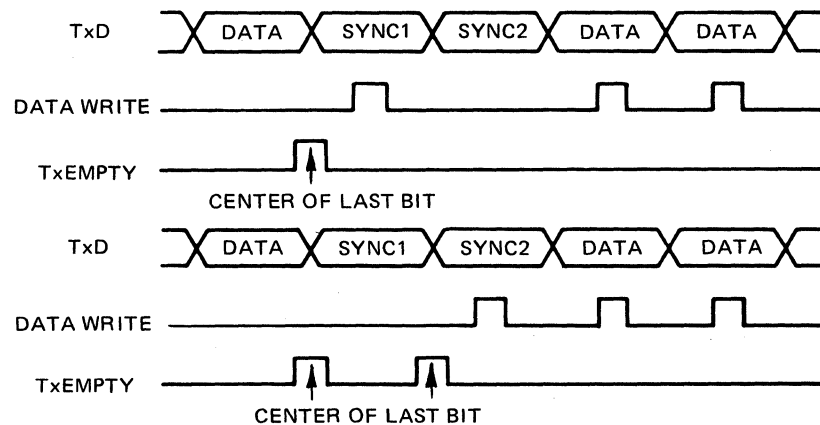 TxD DATA SYNC1 SYNC2 DATA DATA
DATA WRITE
TxEMPTY
CENTER OF LAST BIT
TxD DATA SYNC1 SYNC2 DATA DATA
DATA WRITE
TxEMPTY
CENTER OF LAST BIT